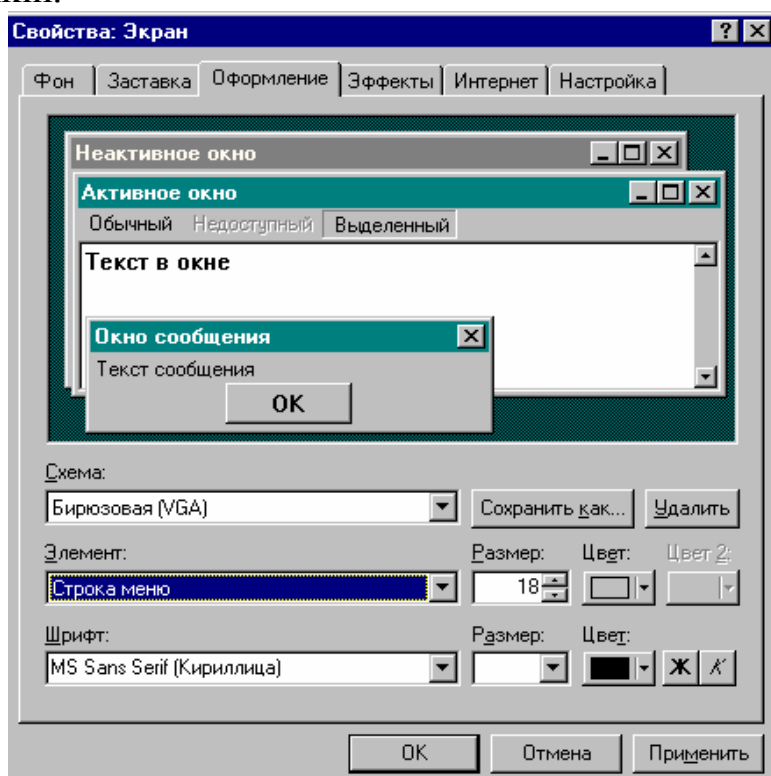 Свойства: Экран
Фон Заставка Оформление Эффекты Интернет Настройка
Неактивное окно
Активное окно
Обычный Недоступный Выделенный
Текст в окне
Окно сообщения
Текст сообщения
OK
Схема:
Бирюзовая (VGA) Сохранить как... Удалить
Элемент: Размер: Цвет: Цвет 2:
Строка меню 18
Шрифт: Размер: Цвет:
MS Sans Serif (Кириллица) Ж К
OK Отмена Применить